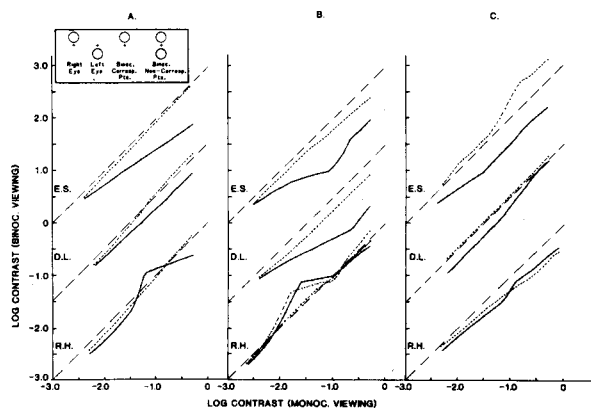 A.
B.
C.
Right Eye
Left Eye
Binoc. Corresp. Pts.
Binoc. Non-Corresp. Pts.
LOG CONTRAST (BINOC. VIEWING)
3.0
2.0
1.0
0
-1.0
-2.0
-3.0
E.S.
D.L.
R.H.
-3.0 -2.0 -1.0 0
E.S.
D.L.
R.H.
-3.0 -2.0 -1.0 0
E.S.
D.L.
R.H.
-3.0 -2.0 -1.0 0
LOG CONTRAST (MONOC. VIEWING)